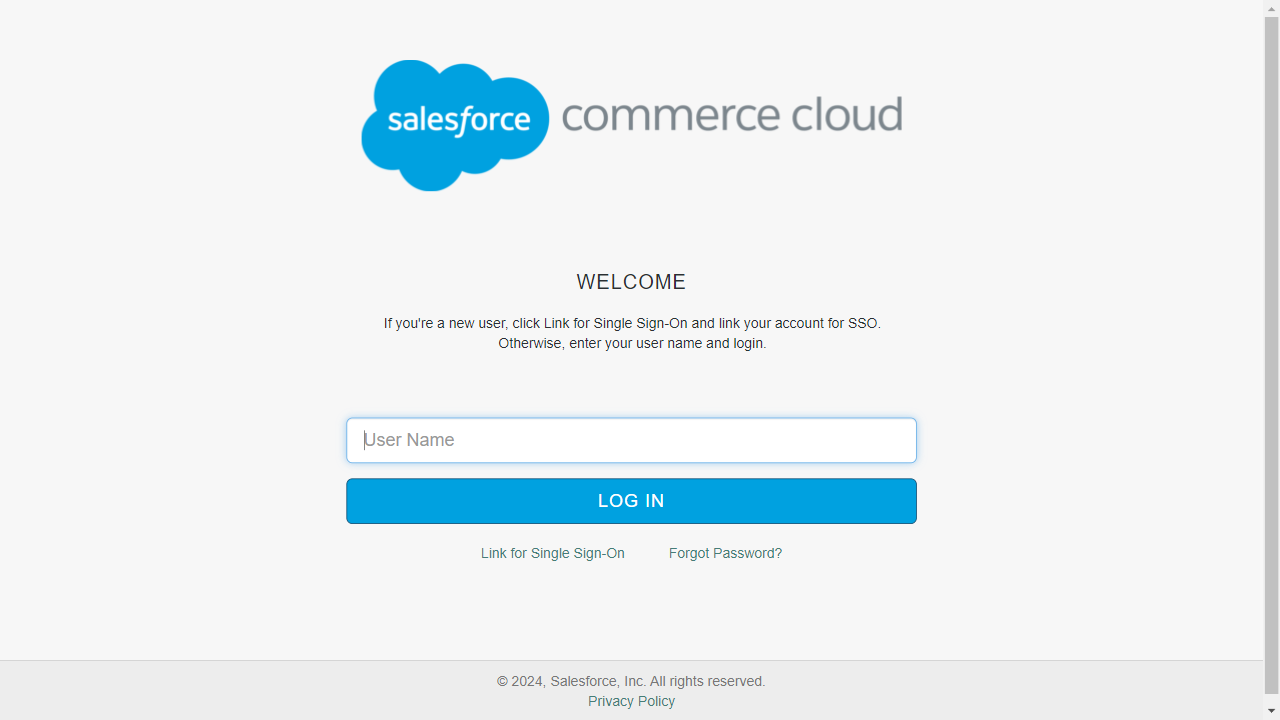 salesforce commerce cloud
WELCOME
If you're a new user, click Link for Single Sign-On and link your account for SSO.
Otherwise, enter your user name and login.
User Name
LOG IN
Link for Single Sign-On Forgot Password?
© 2024, Salesforce, Inc. All rights reserved.
Privacy Policy